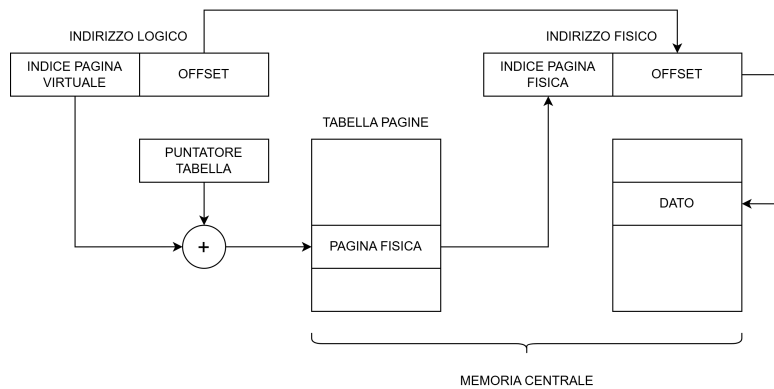 INDIRIZZO LOGICO
INDIRIZZO FISICO
INDICE PAGINA
VIRTUALE
OFFSET
INDICE PAGINA
FISICA
OFFSET
TABELLA PAGINE
PUNTATORE
TABELLA
DATO
+
PAGINA FISICA
MEMORIA CENTRALE